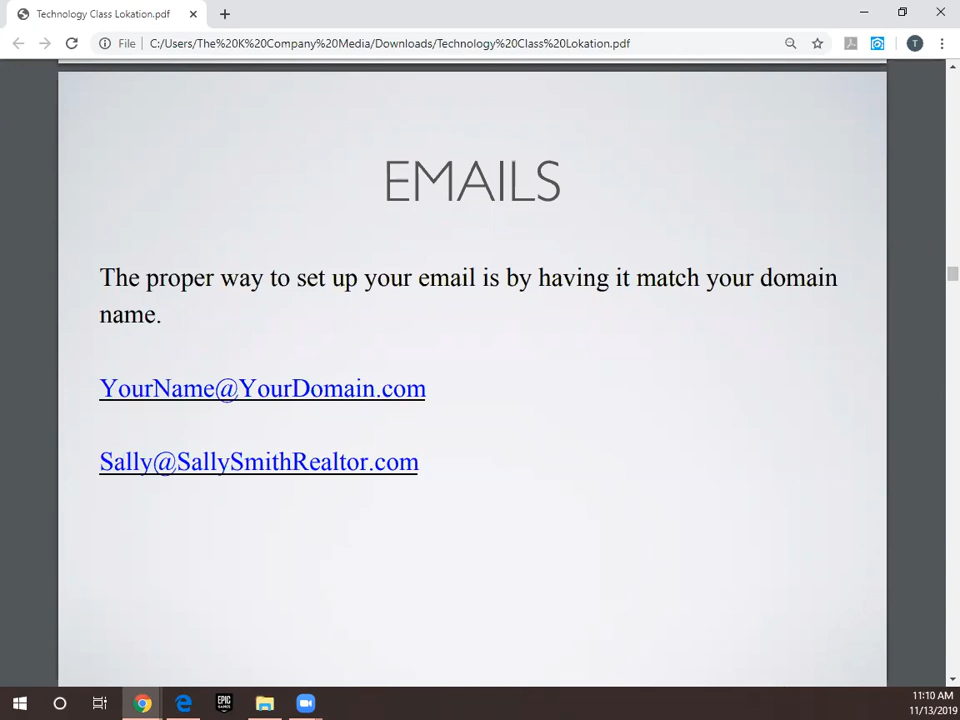 Technology Class Lokation.pdf
File C:/Users/The%20K%20Company%20Media/Downloads/Technology%20Class%20Lokation.pdf
T
EMAILS
The proper way to set up your email is by having it match your domain
name.
YourName@YourDomain.com
Sally@SallySmithRealtor.com
EPIC GAMES
11:10 AM
11/13/2019